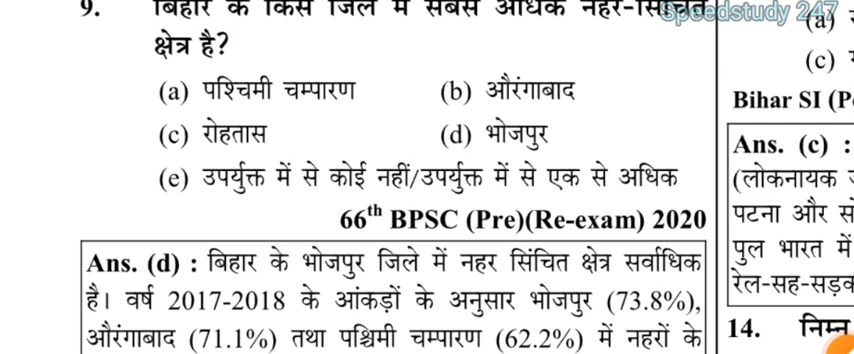 9. बिहार के किस जिले में सबसे अधिक नहर-सिंचित
क्षेत्र है?
(a) पश्चिमी चम्पारण (b) औरंगाबाद
(c) रोहतास (d) भोजपुर
(e) उपर्युक्त में से कोई नहीं/उपर्युक्त में से एक से अधिक
66th BPSC (Pre)(Re-exam) 2020
Ans. (d) : बिहार के भोजपुर जिले में नहर सिंचित क्षेत्र सर्वाधिक
है। वर्ष 2017-2018 के आंकड़ों के अनुसार भोजपुर (73.8%),
औरंगाबाद (71.1%) तथा पश्चिमी चम्पारण (62.2%) में नहरों के
Speedstudy 247
(a)
(c)
Bihar SI (P
Ans. (c) :
(लोकनायक
पटना और
पुल भारत में
रेल-सह-सड़क
14. निम्न